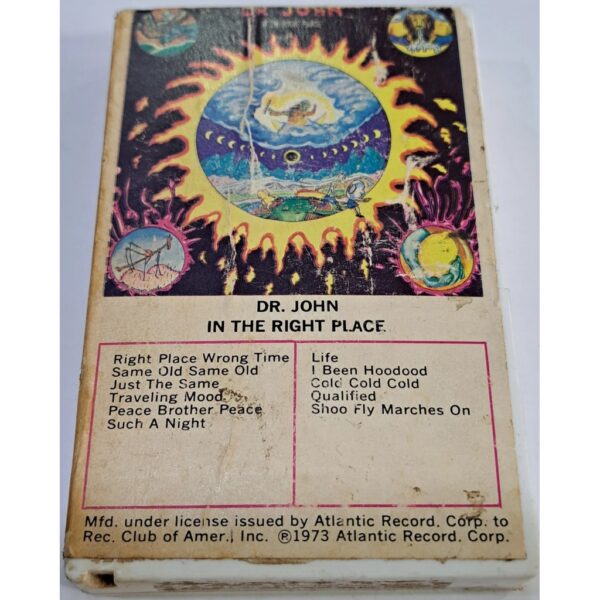 DR. JOHN
DR. JOHN
IN THE RIGHT PLACE
Right Place Wrong Time
Same Old Same Old
Just The Same
Traveling Mood
Peace Brother Peace
Such A Night
Life
I Been Hoodood
Cold Cold Cold
Qualified
Shoo Fly Marches On
Mfd. under license issued by Atlantic Record. Corp. to
Rec. Club of Amer., Inc. ℗1973 Atlantic Record. Corp.